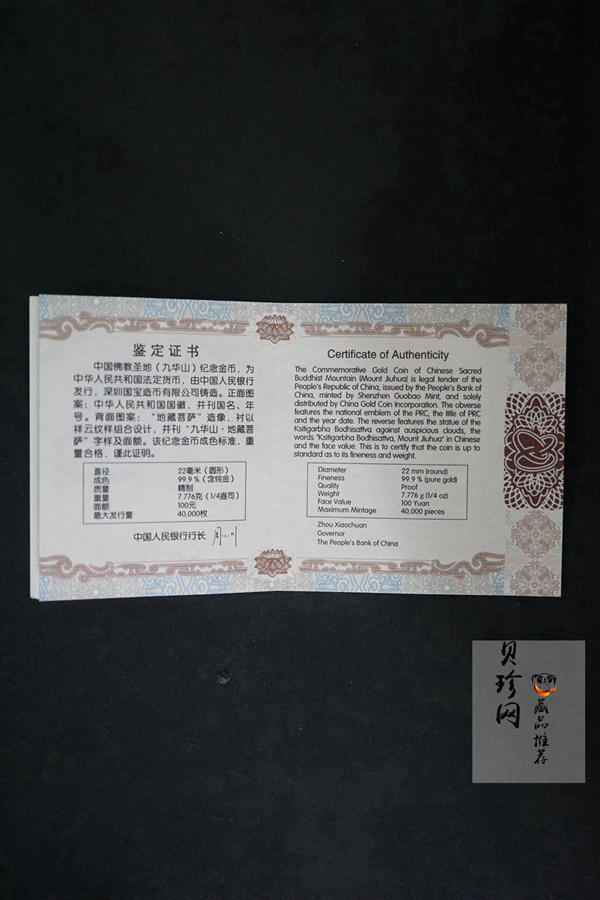 鉴定证书
中国佛教圣地（九华山）纪念金币，为
中华人民共和国法定货币，由中国人民银行
发行，深圳国宝造币有限公司铸造。正面图
案：中华人民共和国国徽，并刊国名、年
号。背面图案：“地藏菩萨”造像，衬以
祥云纹样组合设计，并刊“九华山·地藏菩
萨”字样及面额。该纪念金币成色标准，重
量合格，谨此证明。
直径 22毫米（圆形）
成色 99.9％（含纯金）
质量 精制
重量 7.776克（1/4盎司）
面额 100元
最大发行量 40,000枚
中国人民银行行长 周小川
Certificate of Authenticity
The Commemorative Gold Coin of Chinese Sacred
Buddhist Mountain (Mount Jiuhua) is legal tender of the
People's Republic of China, issued by the People's Bank of
China, minted by Shenzhen Guobao Mint, and solely
distributed by China Gold Coin Incorporation. The obverse
features the national emblem of the PRC, the title of PRC
and the year date. The reverse features the statue of the
Ksitigarbha Bodhisattva against auspicious clouds, the
words "Ksitigarbha Bodhisattva, Mount Jiuhua" in Chinese
and the face value. This is to certify that the coin is up to
standard as to its fineness and weight.
Diameter 22 mm (round)
Fineness 99.9 % (pure gold)
Quality Proof
Weight 7.776 g (1/4 oz)
Face Value 100 Yuan
Maximum Mintage 40,000 pieces
Zhou Xiaochuan
Governor
The People's Bank of China
贝珍网
藏品推荐